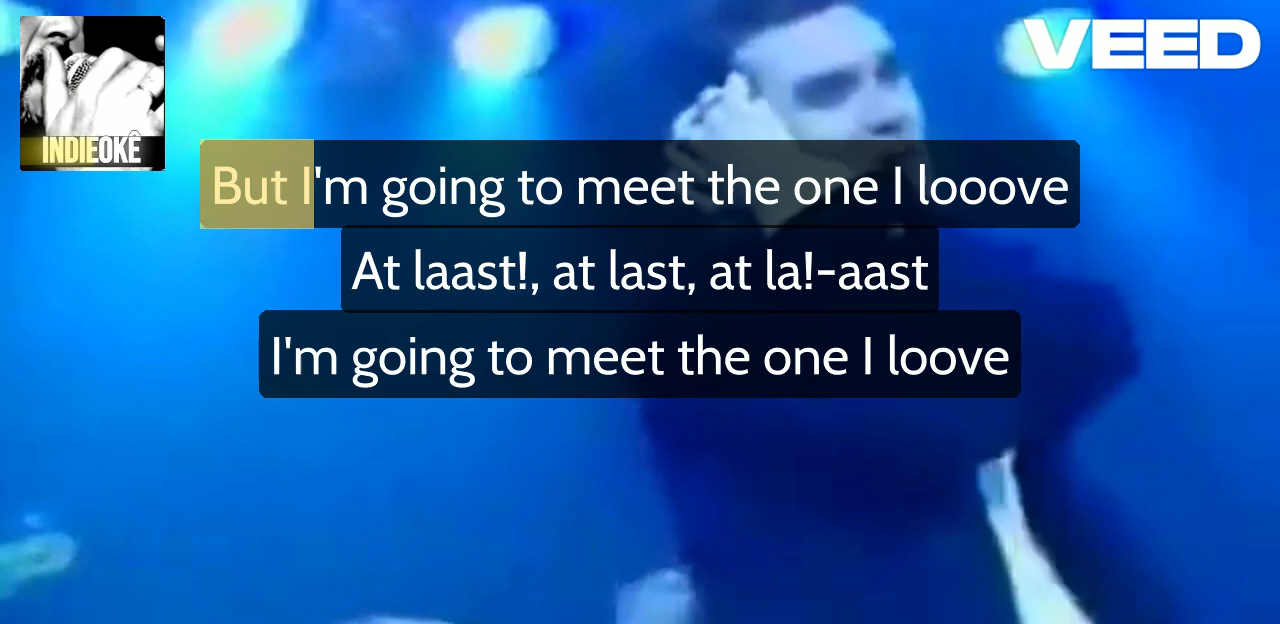 VEED
INDIEOKÊ
But I'm going to meet the one I looove
At laast!, at last, at la!-aast
I'm going to meet the one I loove